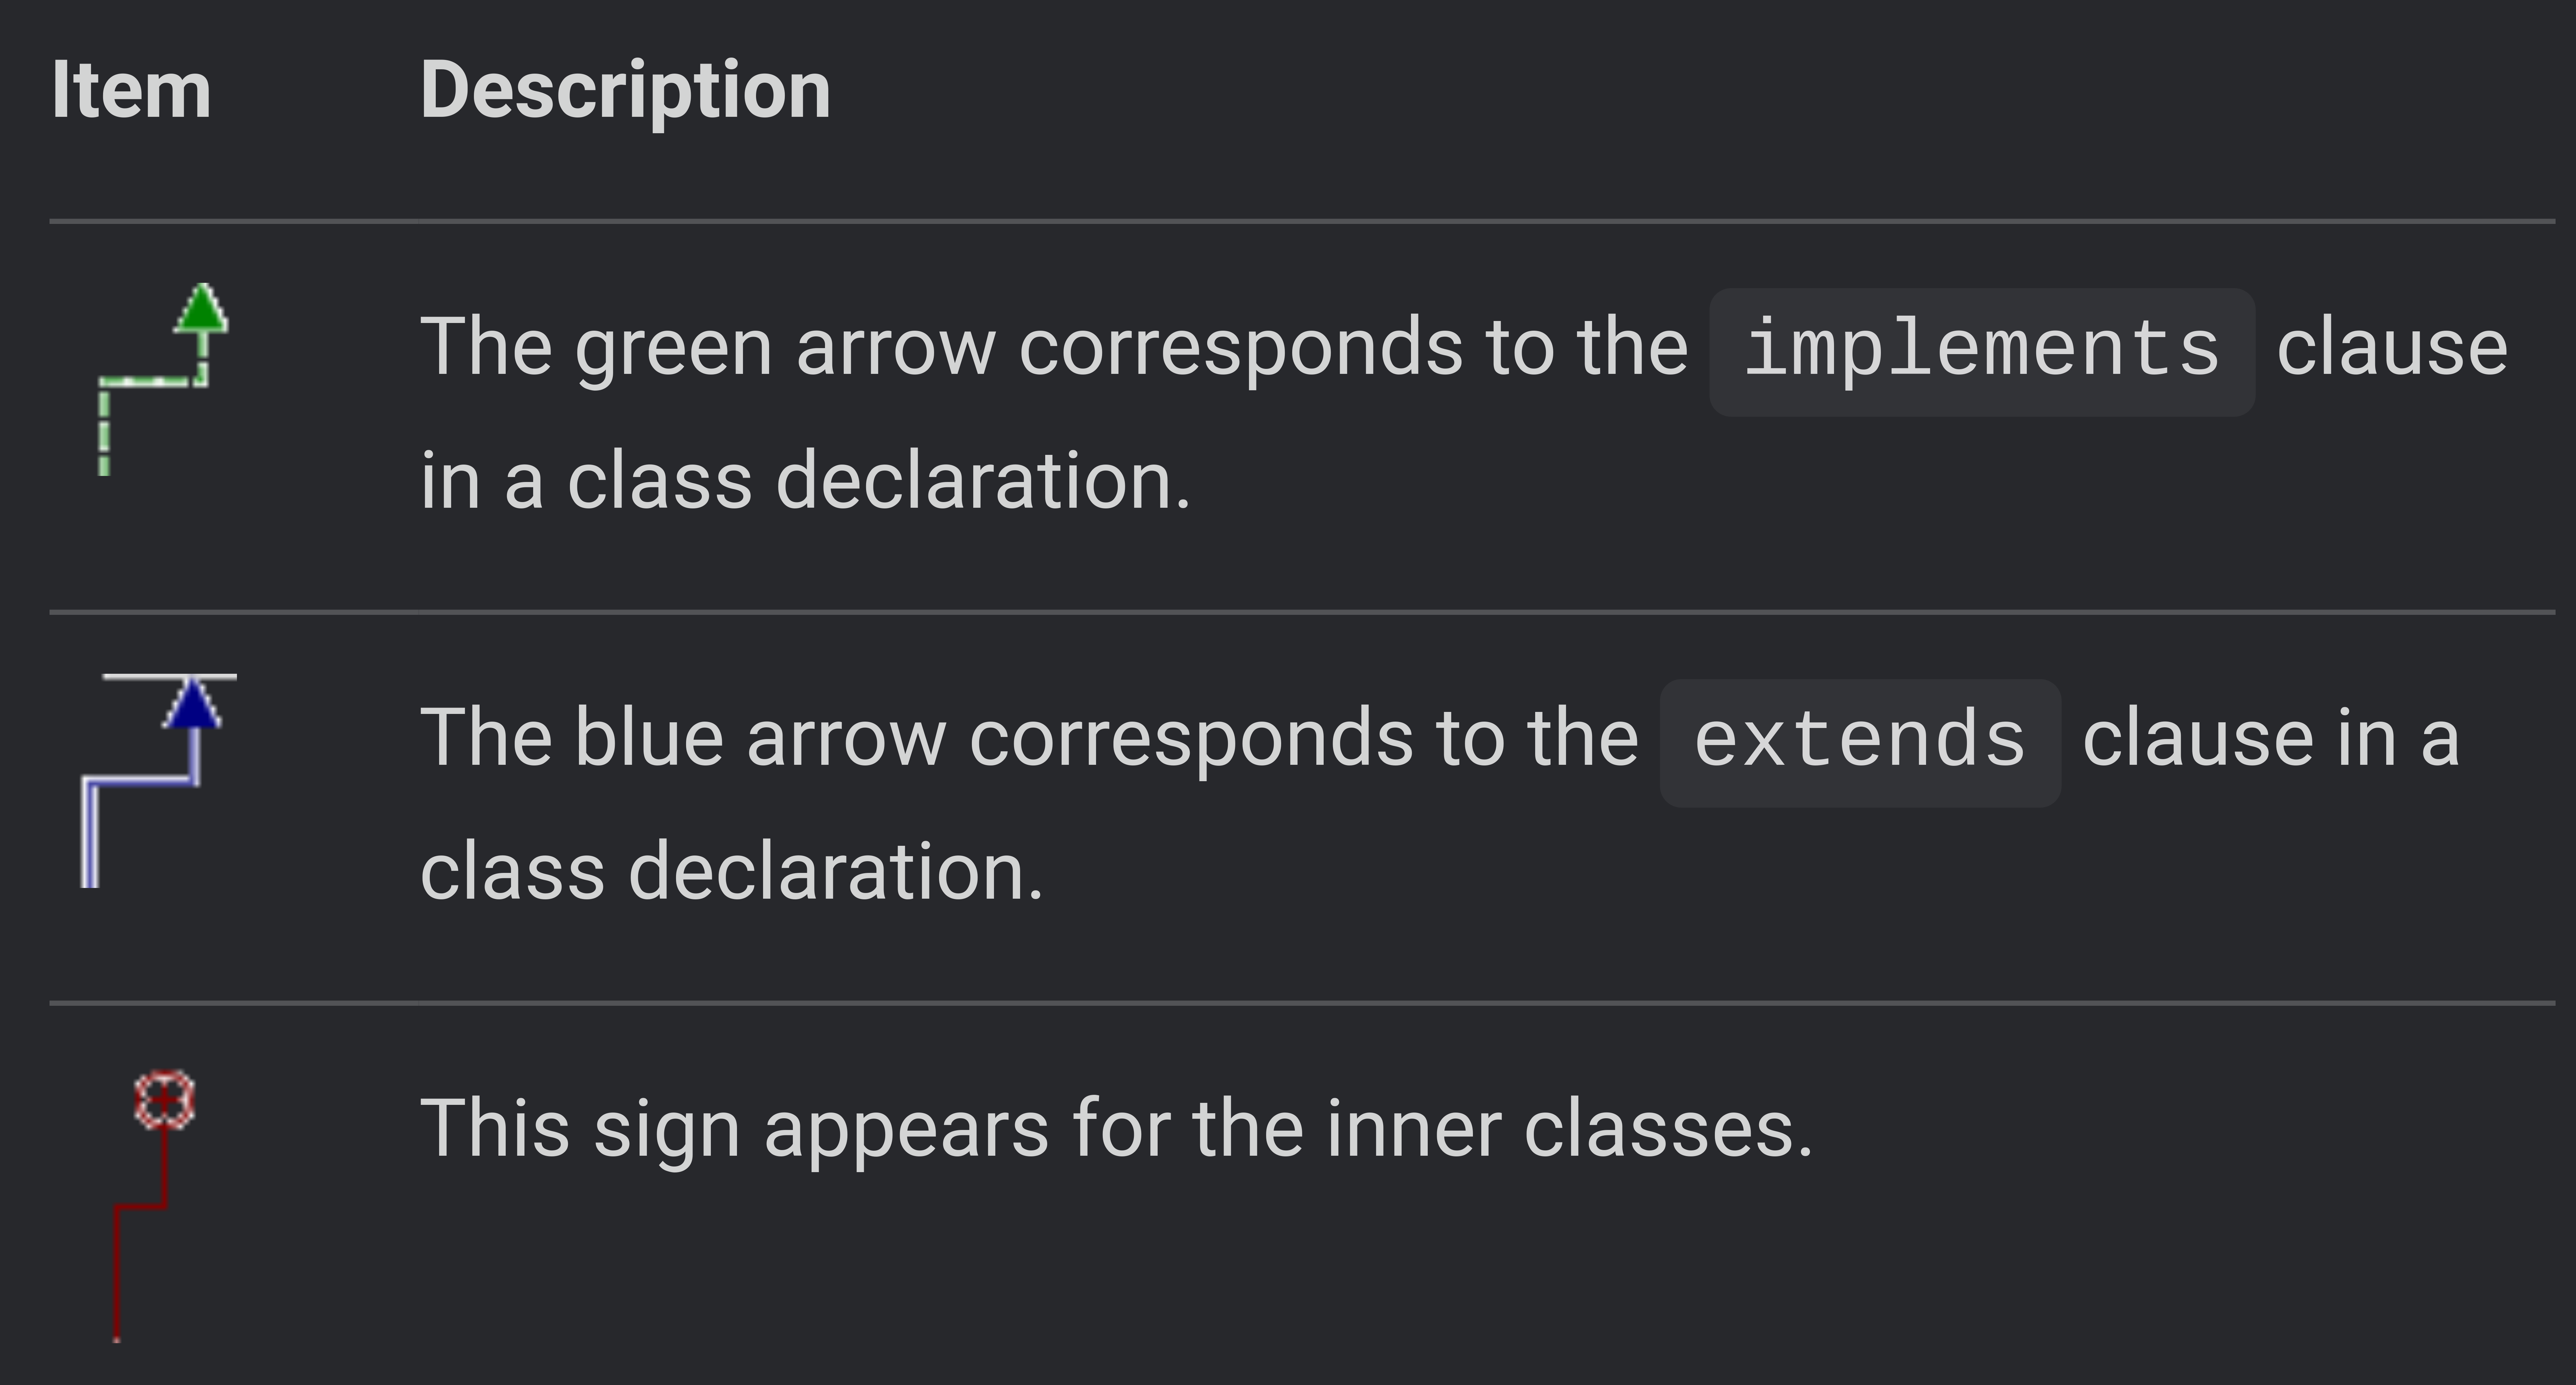 Item Description
The green arrow corresponds to the implements clause
in a class declaration.
The blue arrow corresponds to the extends clause in a
class declaration.
This sign appears for the inner classes.